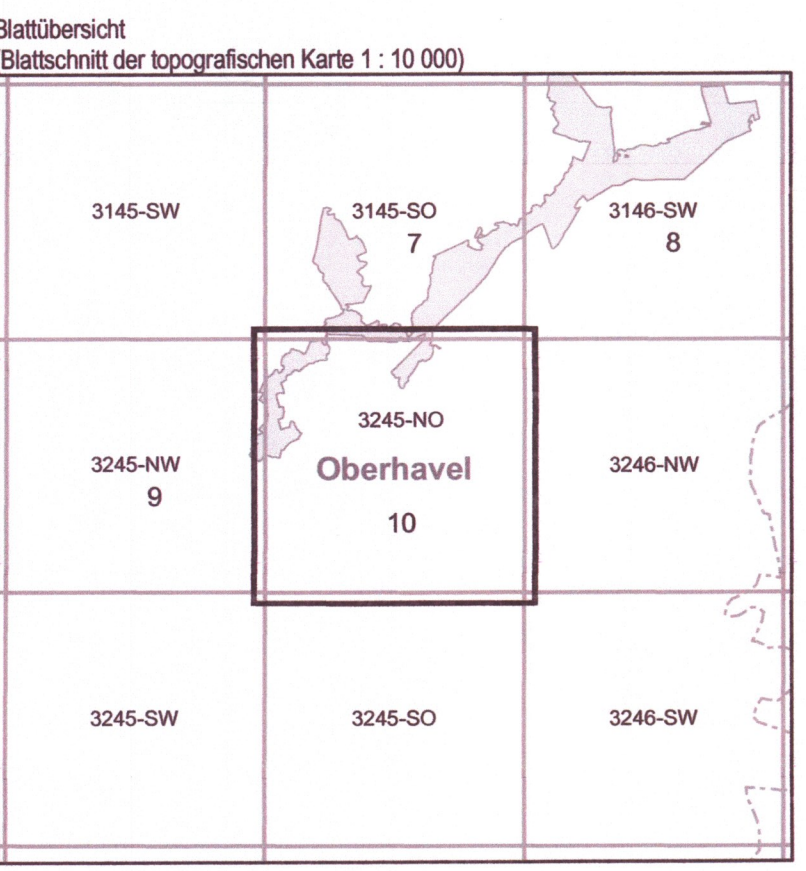 Blattübersicht
Blattschnitt der topografischen Karte 1 : 10 000)
3145-SW
3145-SO
7
3146-SW
8
3245-NW
9
3245-NO
Oberhavel
10
3246-NW
3245-SW
3245-SO
3246-SW